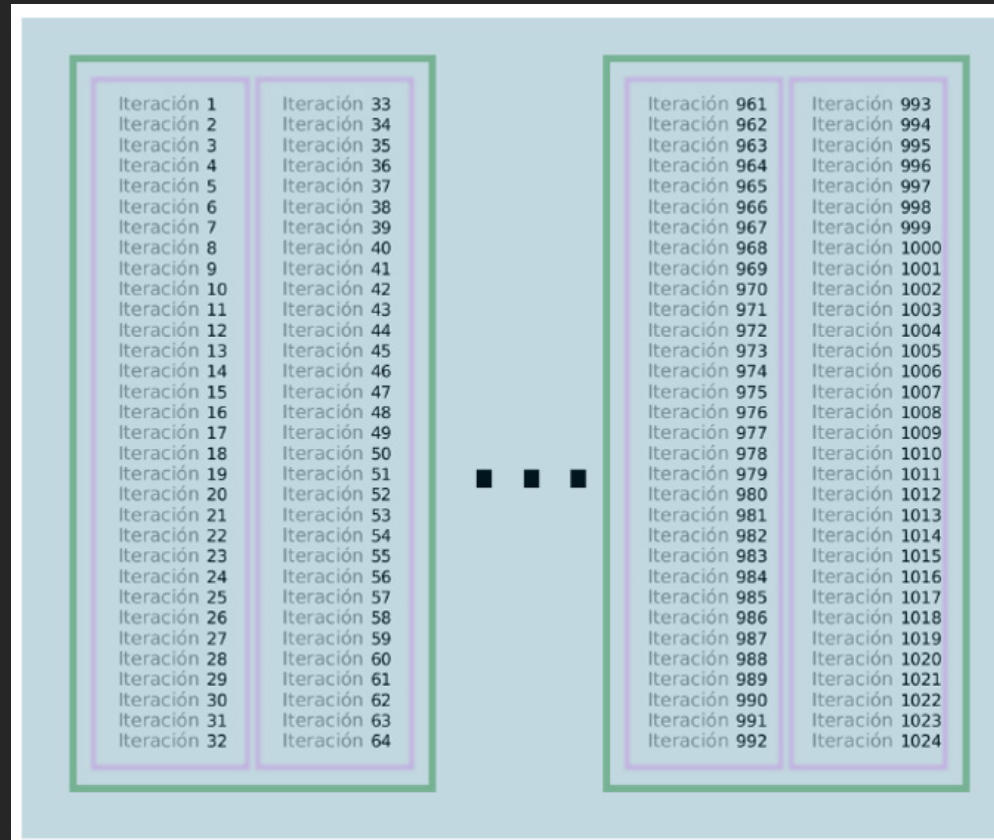 Iteración 1
Iteración 2
Iteración 3
Iteración 4
Iteración 5
Iteración 6
Iteración 7
Iteración 8
Iteración 9
Iteración 10
Iteración 11
Iteración 12
Iteración 13
Iteración 14
Iteración 15
Iteración 16
Iteración 17
Iteración 18
Iteración 19
Iteración 20
Iteración 21
Iteración 22
Iteración 23
Iteración 24
Iteración 25
Iteración 26
Iteración 27
Iteración 28
Iteración 29
Iteración 30
Iteración 31
Iteración 32
Iteración 33
Iteración 34
Iteración 35
Iteración 36
Iteración 37
Iteración 38
Iteración 39
Iteración 40
Iteración 41
Iteración 42
Iteración 43
Iteración 44
Iteración 45
Iteración 46
Iteración 47
Iteración 48
Iteración 49
Iteración 50
Iteración 51
Iteración 52
Iteración 53
Iteración 54
Iteración 55
Iteración 56
Iteración 57
Iteración 58
Iteración 59
Iteración 60
Iteración 61
Iteración 62
Iteración 63
Iteración 64
...
Iteración 961
Iteración 962
Iteración 963
Iteración 964
Iteración 965
Iteración 966
Iteración 967
Iteración 968
Iteración 969
Iteración 970
Iteración 971
Iteración 972
Iteración 973
Iteración 974
Iteración 975
Iteración 976
Iteración 977
Iteración 978
Iteración 979
Iteración 980
Iteración 981
Iteración 982
Iteración 983
Iteración 984
Iteración 985
Iteración 986
Iteración 987
Iteración 988
Iteración 989
Iteración 990
Iteración 991
Iteración 992
Iteración 993
Iteración 994
Iteración 995
Iteración 996
Iteración 997
Iteración 998
Iteración 999
Iteración 1000
Iteración 1001
Iteración 1002
Iteración 1003
Iteración 1004
Iteración 1005
Iteración 1006
Iteración 1007
Iteración 1008
Iteración 1009
Iteración 1010
Iteración 1011
Iteración 1012
Iteración 1013
Iteración 1014
Iteración 1015
Iteración 1016
Iteración 1017
Iteración 1018
Iteración 1019
Iteración 1020
Iteración 1021
Iteración 1022
Iteración 1023
Iteración 1024